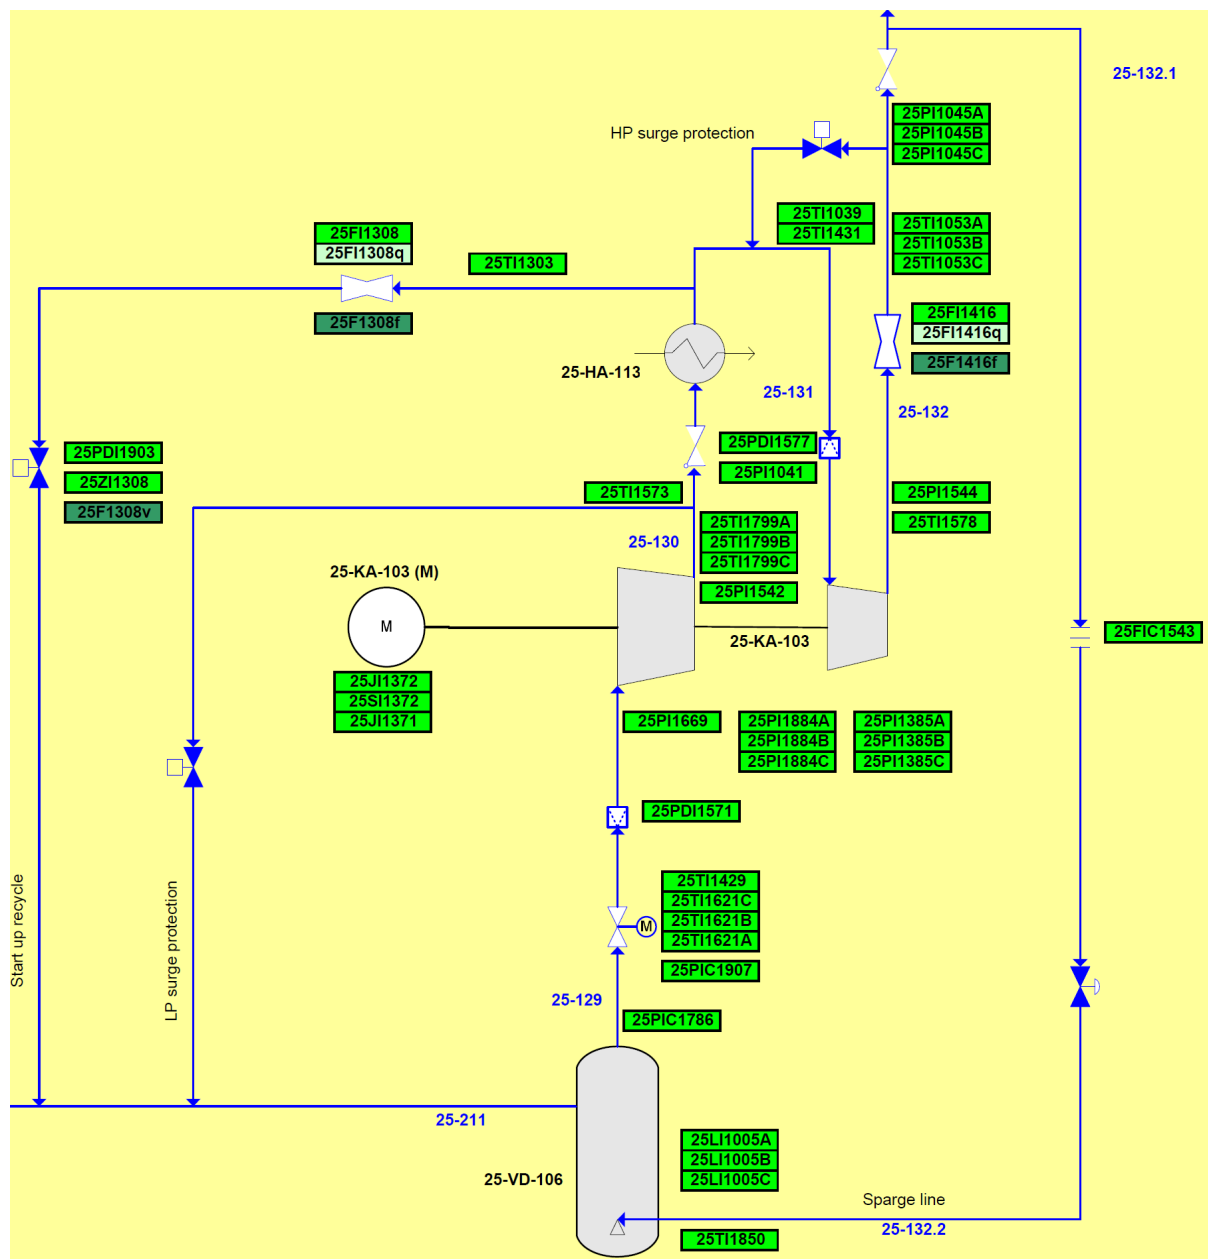 25-132.1
25PI1045A
25PI1045B
25PI1045C
HP surge protection
25TI1039
25TI1431
25TI1053A
25TI1053B
25TI1053C
25FI1308
25FI1308q
25TI1303
25F1308f
25FI1416
25FI1416q
25F1416f
25-HA-113
25-131
25-132
25PDI1903
25ZI1308
25F1308v
25PDI1577
25PI1041
25TI1573
25PI1544
25TI1578
25-130
25TI1799A
25TI1799B
25TI1799C
25PI1542
25-KA-103 (M)
M
25-KA-103
25FIC1543
25JI1372
25SI1372
25JI1371
25PI1669
25PI1884A
25PI1884B
25PI1884C
25PI1385A
25PI1385B
25PI1385C
25PDI1571
25TI1429
25TI1621C
25TI1621B
25TI1621A
M
25PIC1907
Start up recycle
LP surge protection
25-129
25PIC1786
25-211
25LI1005A
25LI1005B
25LI1005C
25-VD-106
Sparge line
25-132.2
25TI1850